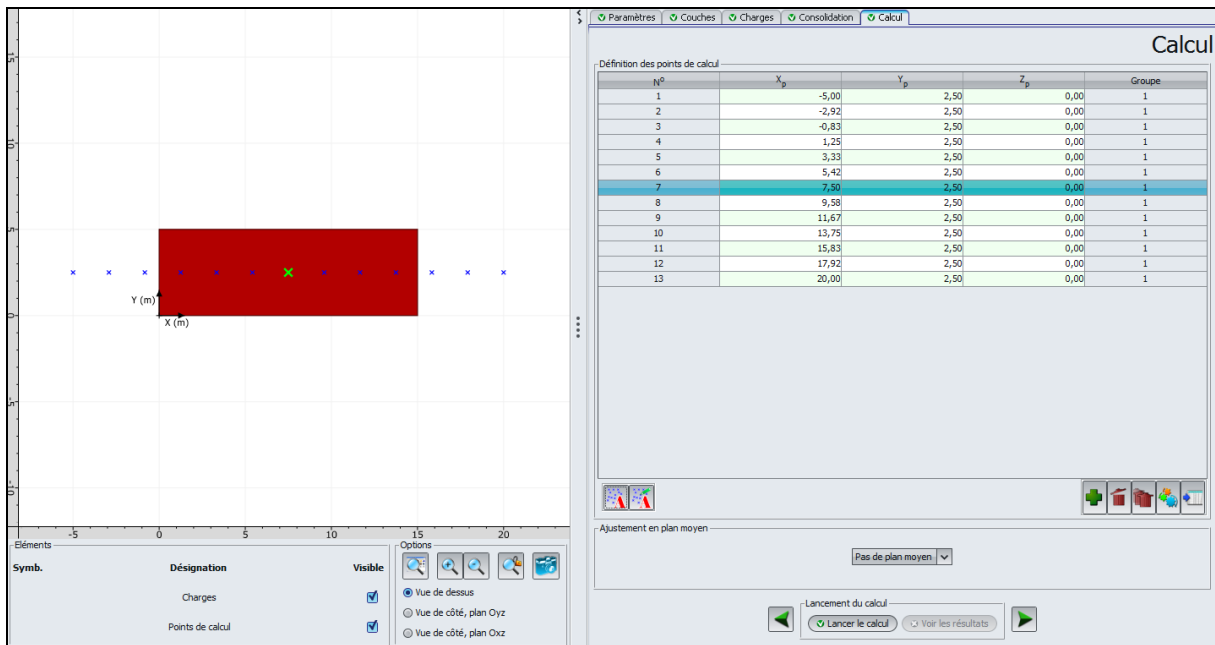 Paramètres
Couches
Charges
Consolidation
Calcul
Calcul
Définition des points de calcul
N° Xp Yp Zp Groupe
1 -5,00 2,50 0,00 1
2 -2,92 2,50 0,00 1
3 -0,83 2,50 0,00 1
4 1,25 2,50 0,00 1
5 3,33 2,50 0,00 1
6 5,42 2,50 0,00 1
7 7,50 2,50 0,00 1
8 9,58 2,50 0,00 1
9 11,67 2,50 0,00 1
10 13,75 2,50 0,00 1
11 15,83 2,50 0,00 1
12 17,92 2,50 0,00 1
13 20,00 2,50 0,00 1
15
10
5
0
-5
-10
Y (m)
X (m)
-5 0 5 10 15 20
Eléments
Symb. Désignation Visible
Charges
Points de calcul
Options
Vue de dessus
Vue de côté, plan Oyz
Vue de côté, plan Oxz
Ajustement en plan moyen
Pas de plan moyen
Lancement du calcul
Lancer le calcul
Voir les résultats